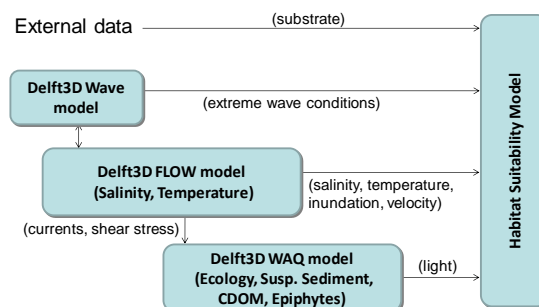 (substrate)
External data
Delft3D Wave
model
(extreme wave conditions)
Delft3D FLOW model
(Salinity, Temperature)
(salinity, temperature,
inundation, velocity)
(currents, shear stress)
Delft3D WAQ model
(Ecology, Susp. Sediment,
CDOM, Epiphytes)
(light)
Habitat Suitability Model